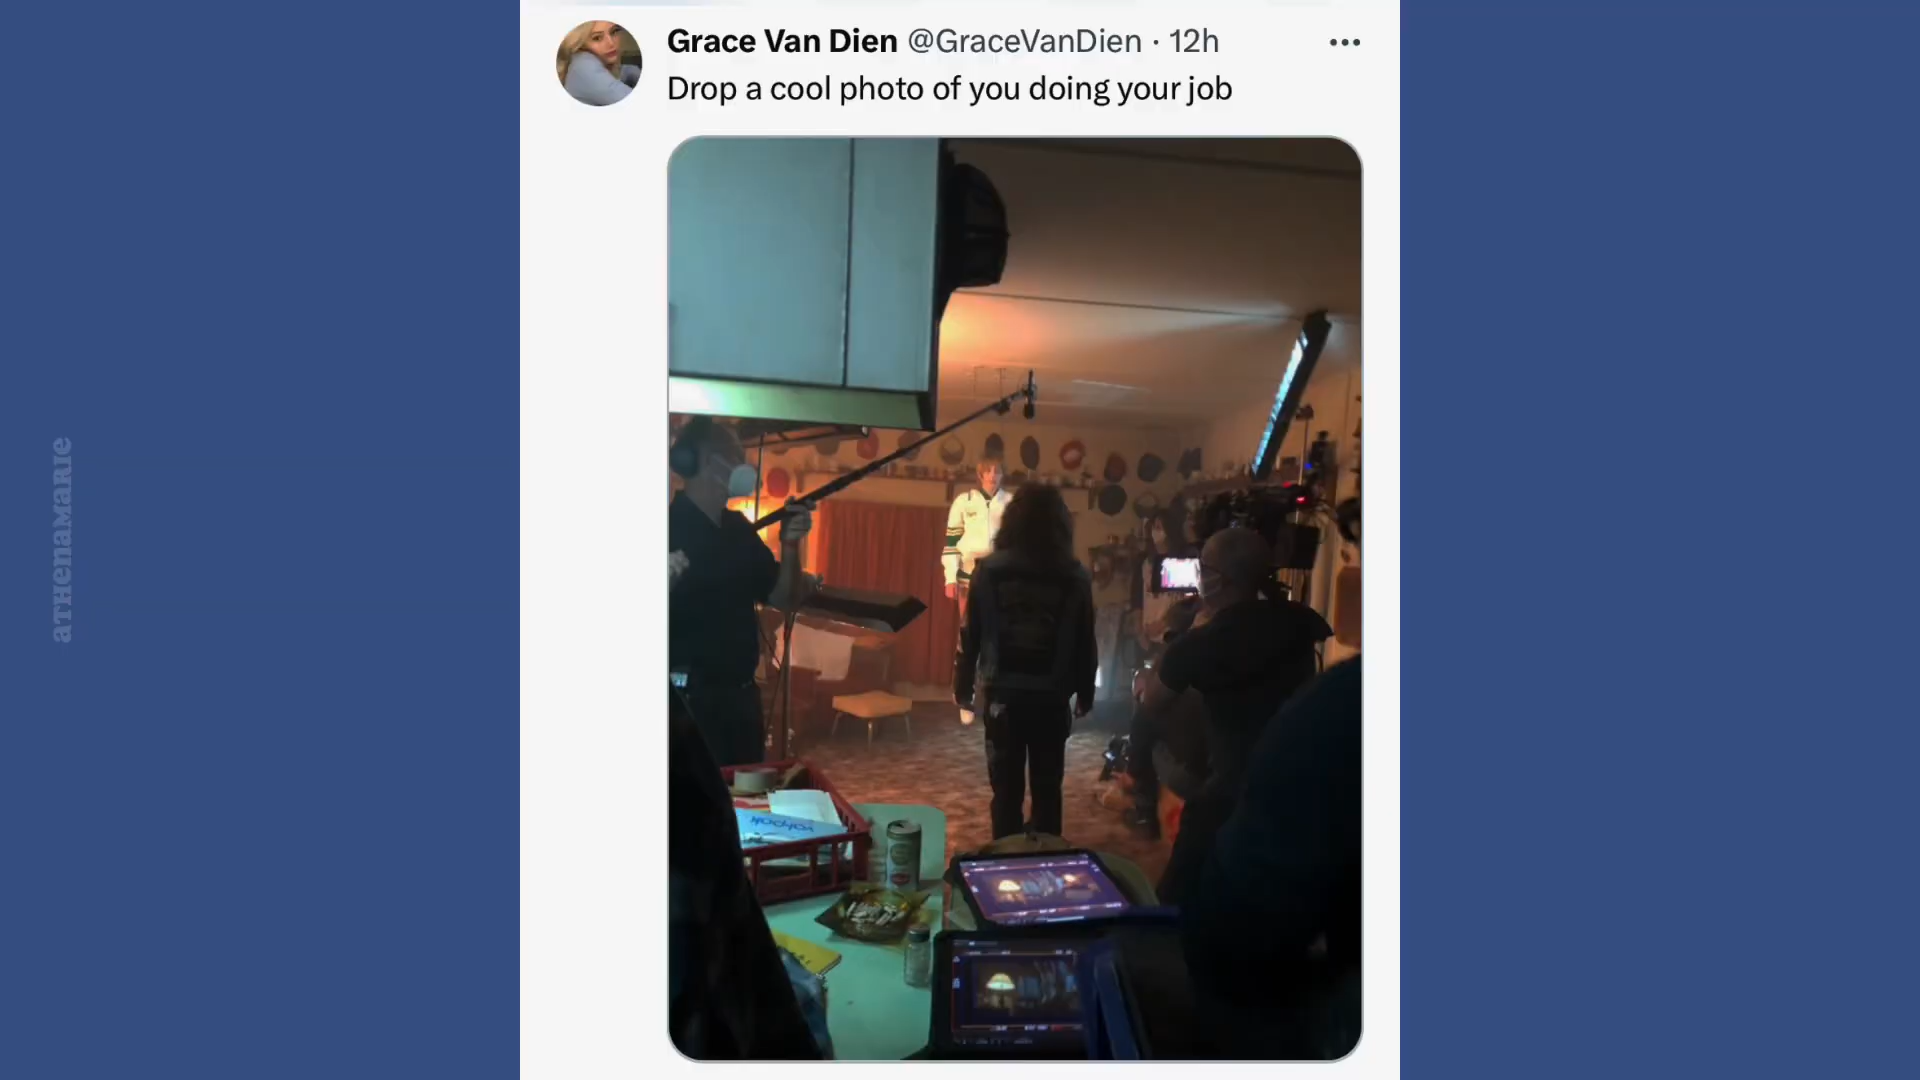 Grace Van Dien @GraceVanDien · 12h
Drop a cool photo of you doing your job
aTHenaMaRIe